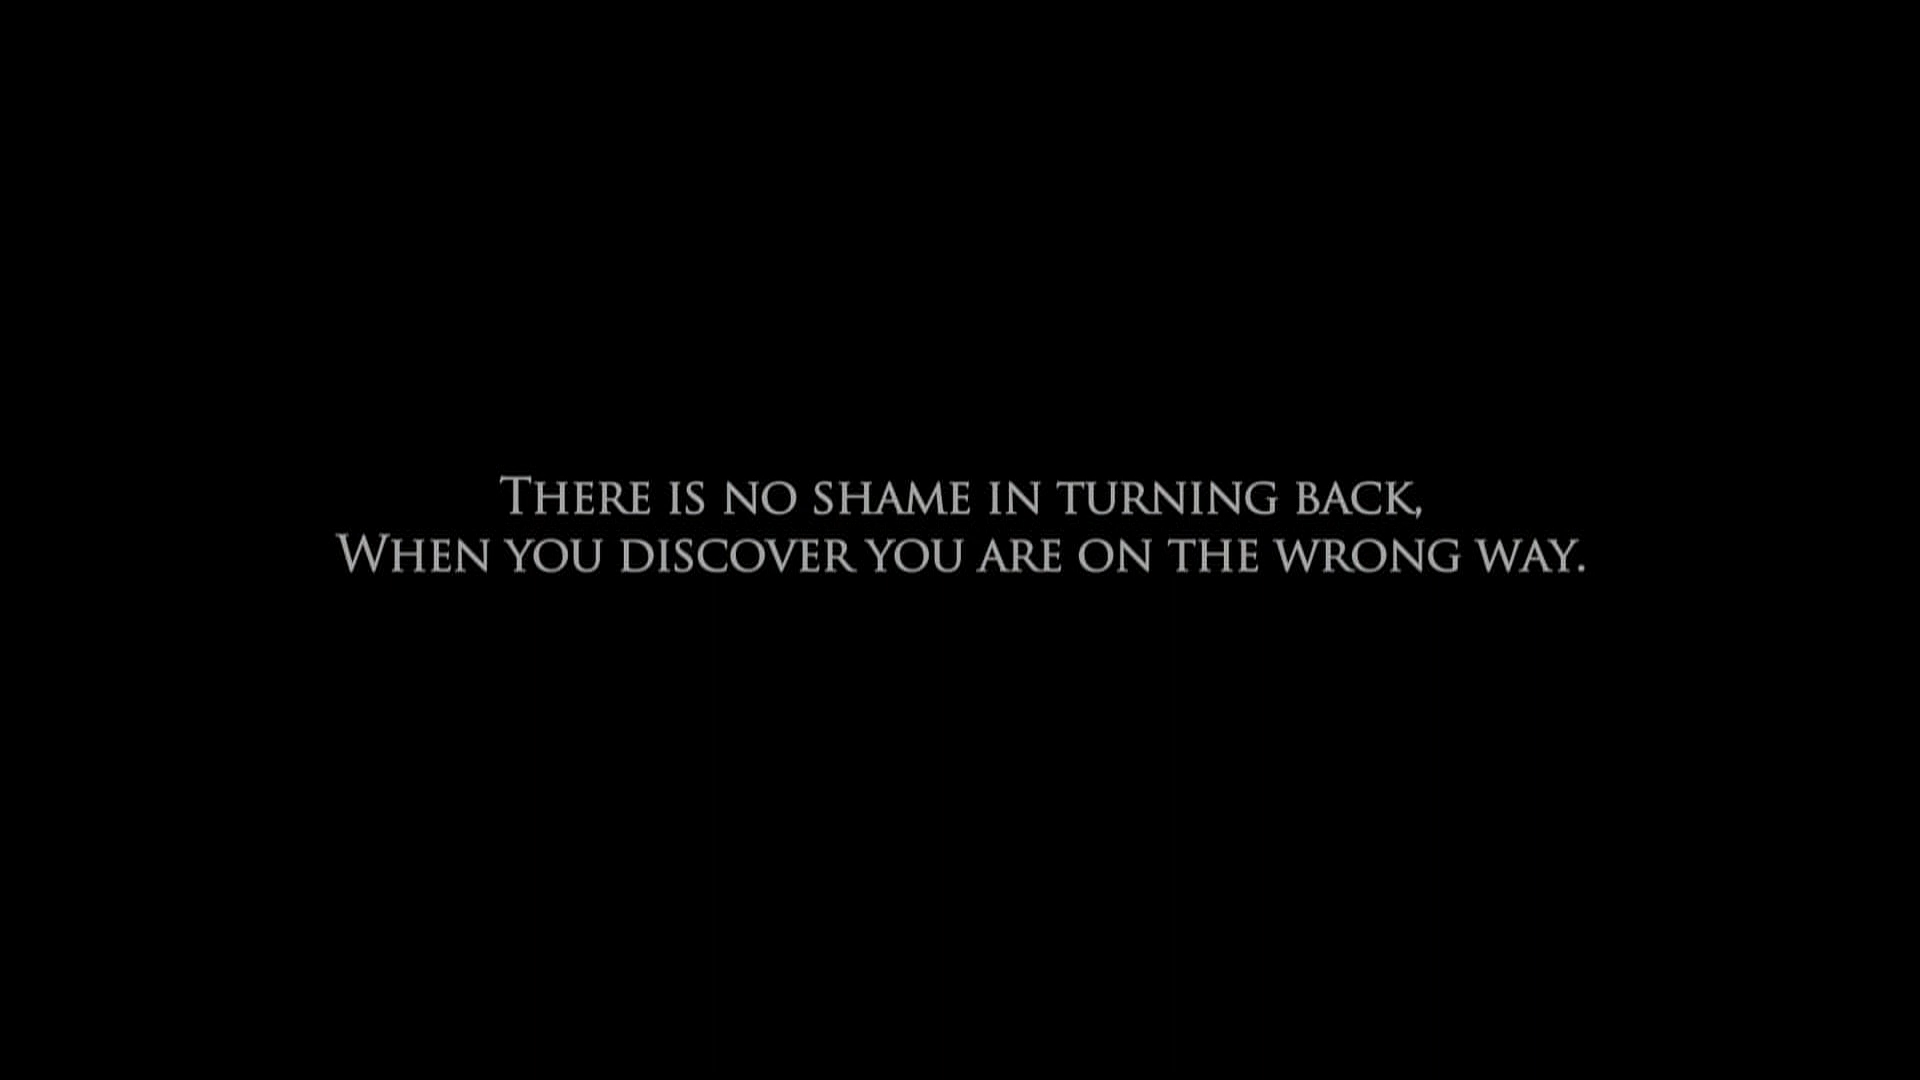 There is no shame in turning back,
When you discover you are on the wrong way.